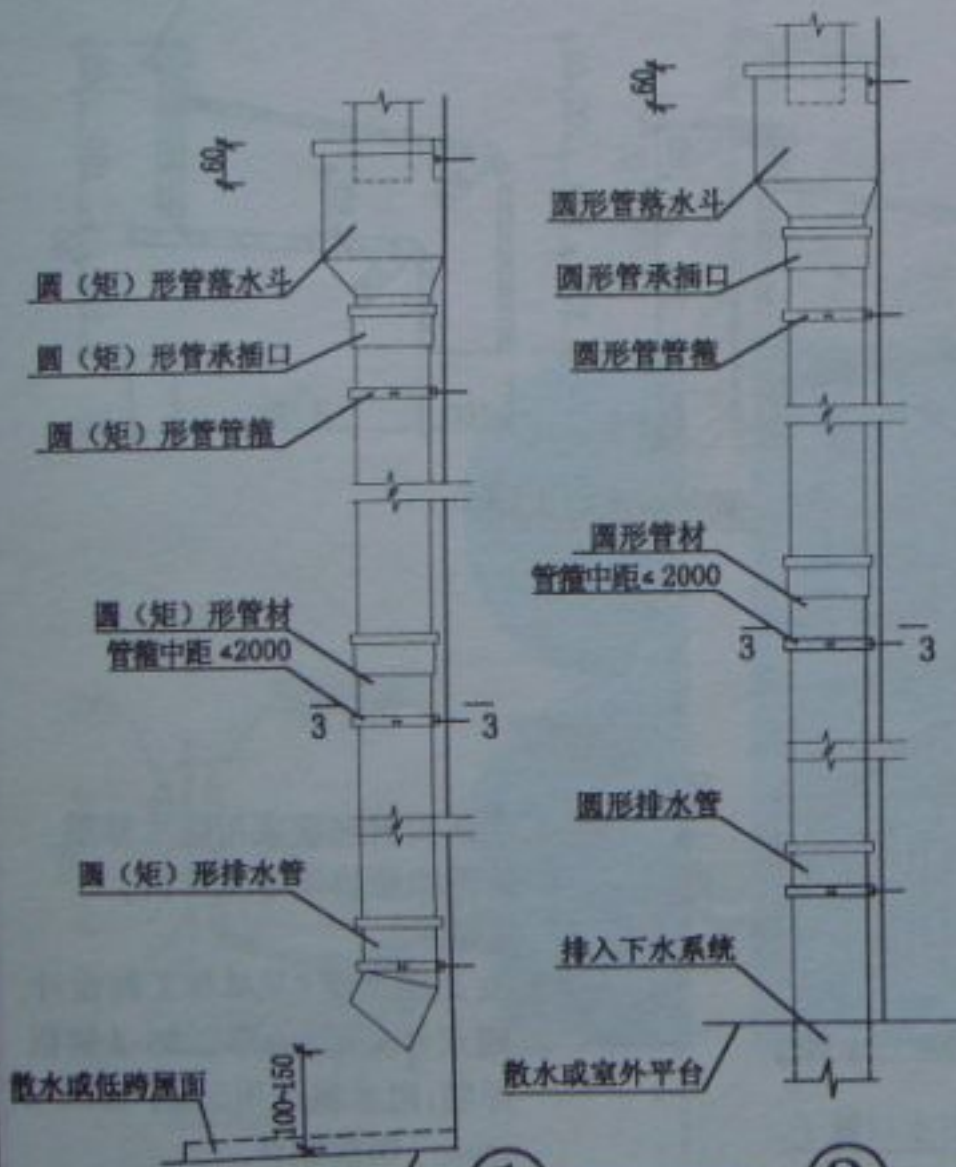 60
圆（矩）形管落水斗
圆（矩）形管承插口
圆（矩）形管管箍
圆（矩）形管材
管箍中距≤2000
3 3
圆（矩）形排水管
100~150
散水或低跨屋面
60
圆形管落水斗
圆形管承插口
圆形管管箍
圆形管材
管箍中距≤2000
3 3
圆形排水管
排入下水系统
散水或室外平台